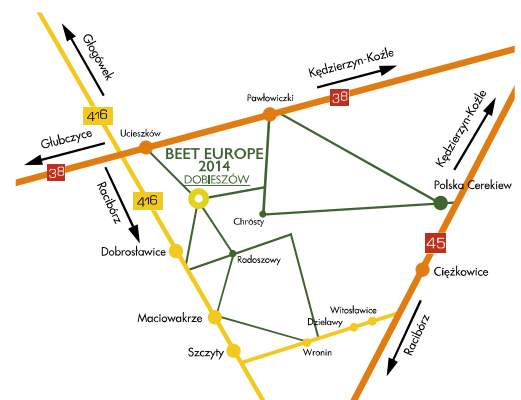 Głogówek
Kędzierzyn-Koźle
38
Pawłowiczki
Kędzierzyn-Koźle
416
Ucieszków
Głubczyce
38
BEET EUROPE
2014
DOBIESZÓW
Racibórz
416
Polska Cerekiew
Chrósty
45
Dobrosławice
Radoszowy
Ciężkowice
Maciowakrze
Witosławice
Dzielawy
Racibórz
Szczyty
Wronin